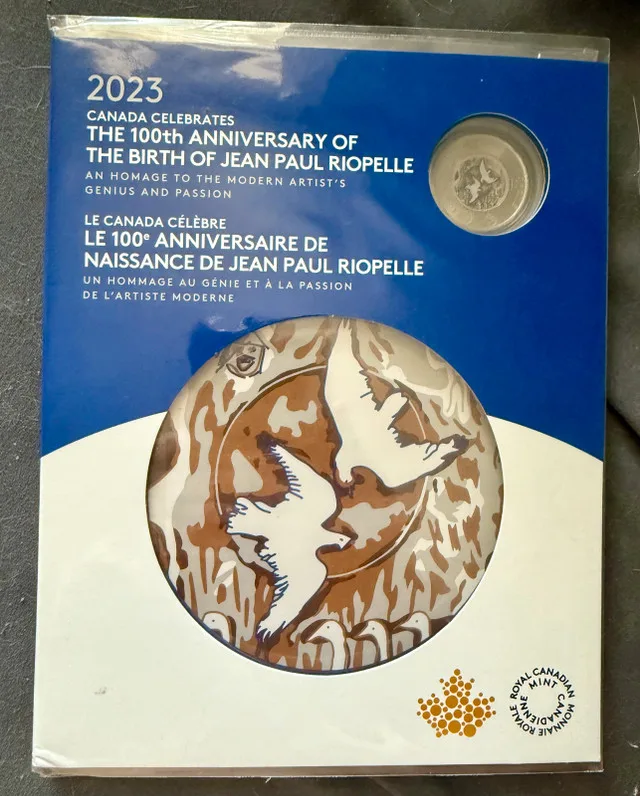 2023
CANADA CELEBRATES
THE 100th ANNIVERSARY OF
THE BIRTH OF JEAN PAUL RIOPELLE
AN HOMAGE TO THE MODERN ARTIST'S
GENIUS AND PASSION
LE CANADA CÉLÈBRE
LE 100e ANNIVERSAIRE DE
NAISSANCE DE JEAN PAUL RIOPELLE
UN HOMMAGE AU GÉNIE ET À LA PASSION
DE L'ARTISTE MODERNE
ROYAL CANADIAN MINT
MONNAIE ROYALE CANADIENNE